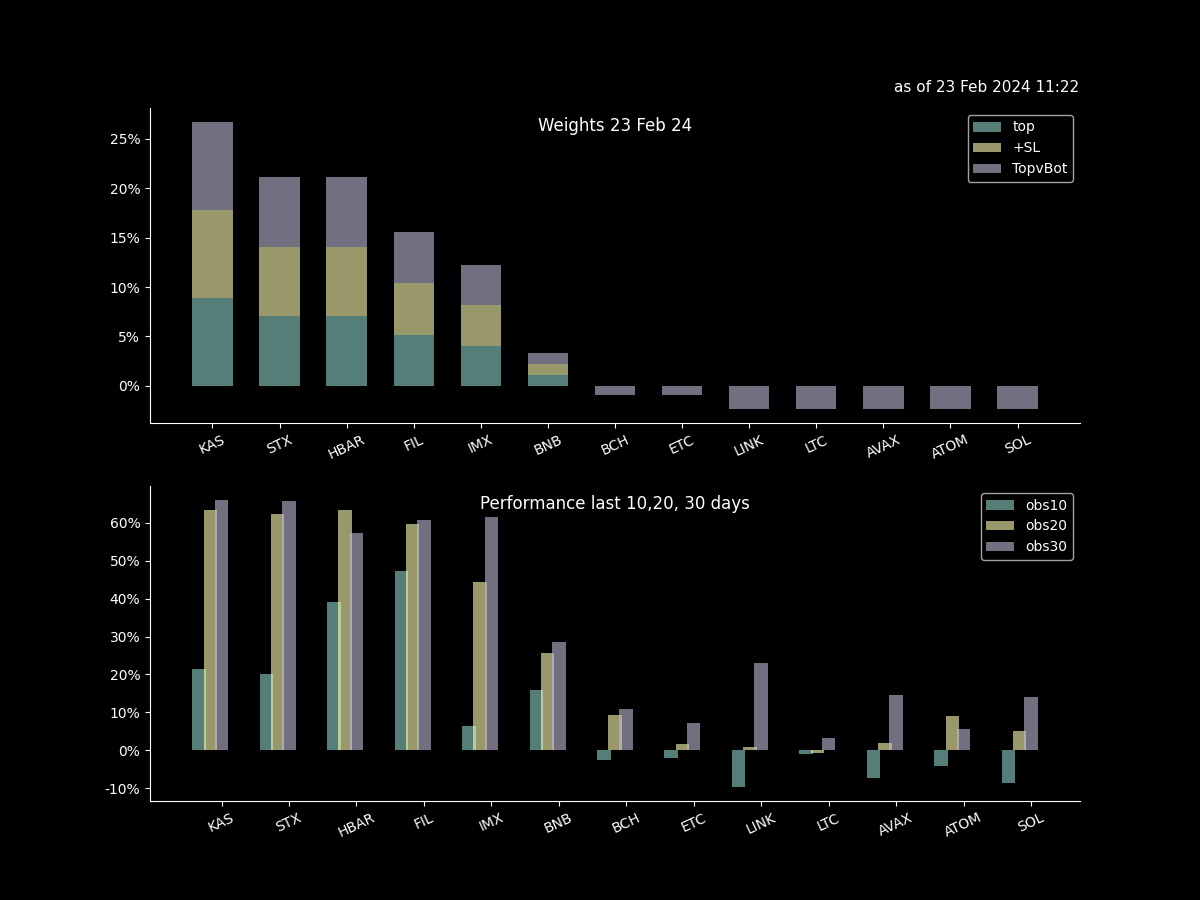 as of 23 Feb 2024 11:22
Weights 23 Feb 24
top
+SL
TopvBot
25%
20%
15%
10%
5%
0%
KAS STX HBAR FIL IMX BNB BCH ETC LINK LTC AVAX ATOM SOL
Performance last 10,20, 30 days
obs10
obs20
obs30
60%
50%
40%
30%
20%
10%
0%
-10%
KAS STX HBAR FIL IMX BNB BCH ETC LINK LTC AVAX ATOM SOL